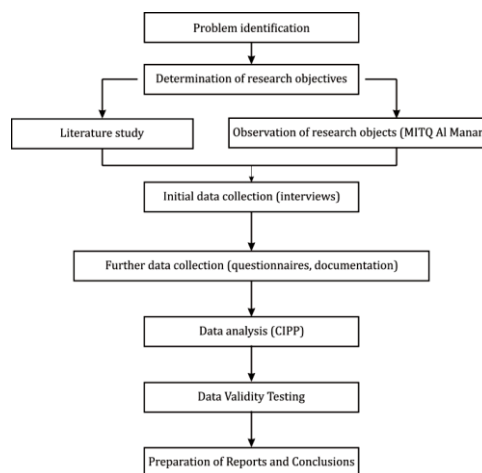 Problem identification
Determination of research objectives
Literature study
Observation of research objects (MITQ Al Manar
Initial data collection (interviews)
Further data collection (questionnaires, documentation)
Data analysis (CIPP)
Data Validity Testing
Preparation of Reports and Conclusions